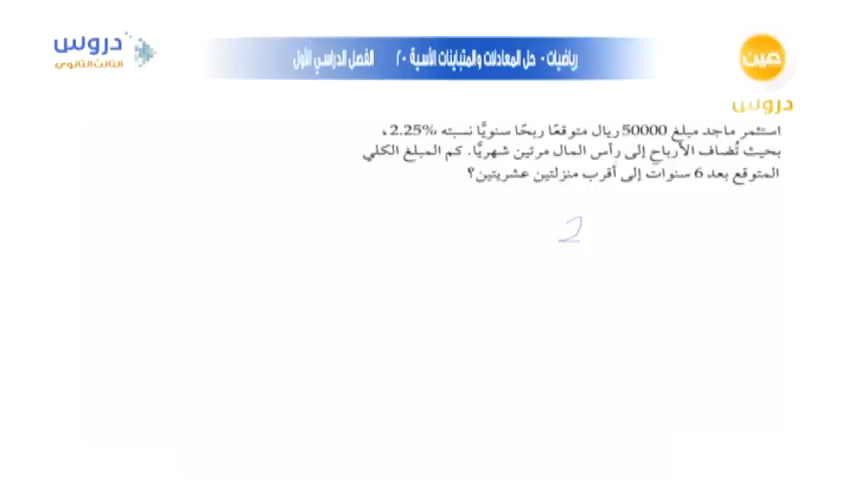 دروس
الثالث الثانوي
رياضيات - حل المعادلات والمتباينات الأسية ٢٠ الفصل الدراسي الأول
عين
دروس
استثمر ماجد مبلغ 50000 ريال متوقعًا ربحًا سنويًّا نسبته 2.25%،
بحيث تُضاف الأرباح إلى رأس المال مرتين شهريًّا. كم المبلغ الكلي
المتوقع بعد 6 سنوات إلى أقرب منزلتين عشريتين؟
2